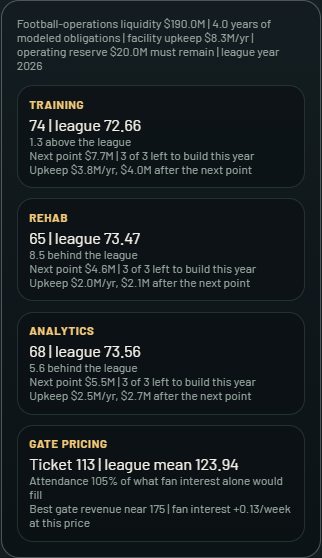 Football-operations liquidity $190.0M | 4.0 years of
modeled obligations | facility upkeep $8.3M/yr |
operating reserve $20.0M must remain | league year
2026
TRAINING
74 | league 72.66
1.3 above the league
Next point $7.7M | 3 of 3 left to build this year
Upkeep $3.8M/yr, $4.0M after the next point
REHAB
65 | league 73.47
8.5 behind the league
Next point $4.6M | 3 of 3 left to build this year
Upkeep $2.0M/yr, $2.1M after the next point
ANALYTICS
68 | league 73.56
5.6 behind the league
Next point $5.5M | 3 of 3 left to build this year
Upkeep $2.5M/yr, $2.7M after the next point
GATE PRICING
Ticket 113 | league mean 123.94
Attendance 105% of what fan interest alone would
fill
Best gate revenue near 175 | fan interest +0.13/week
at this price